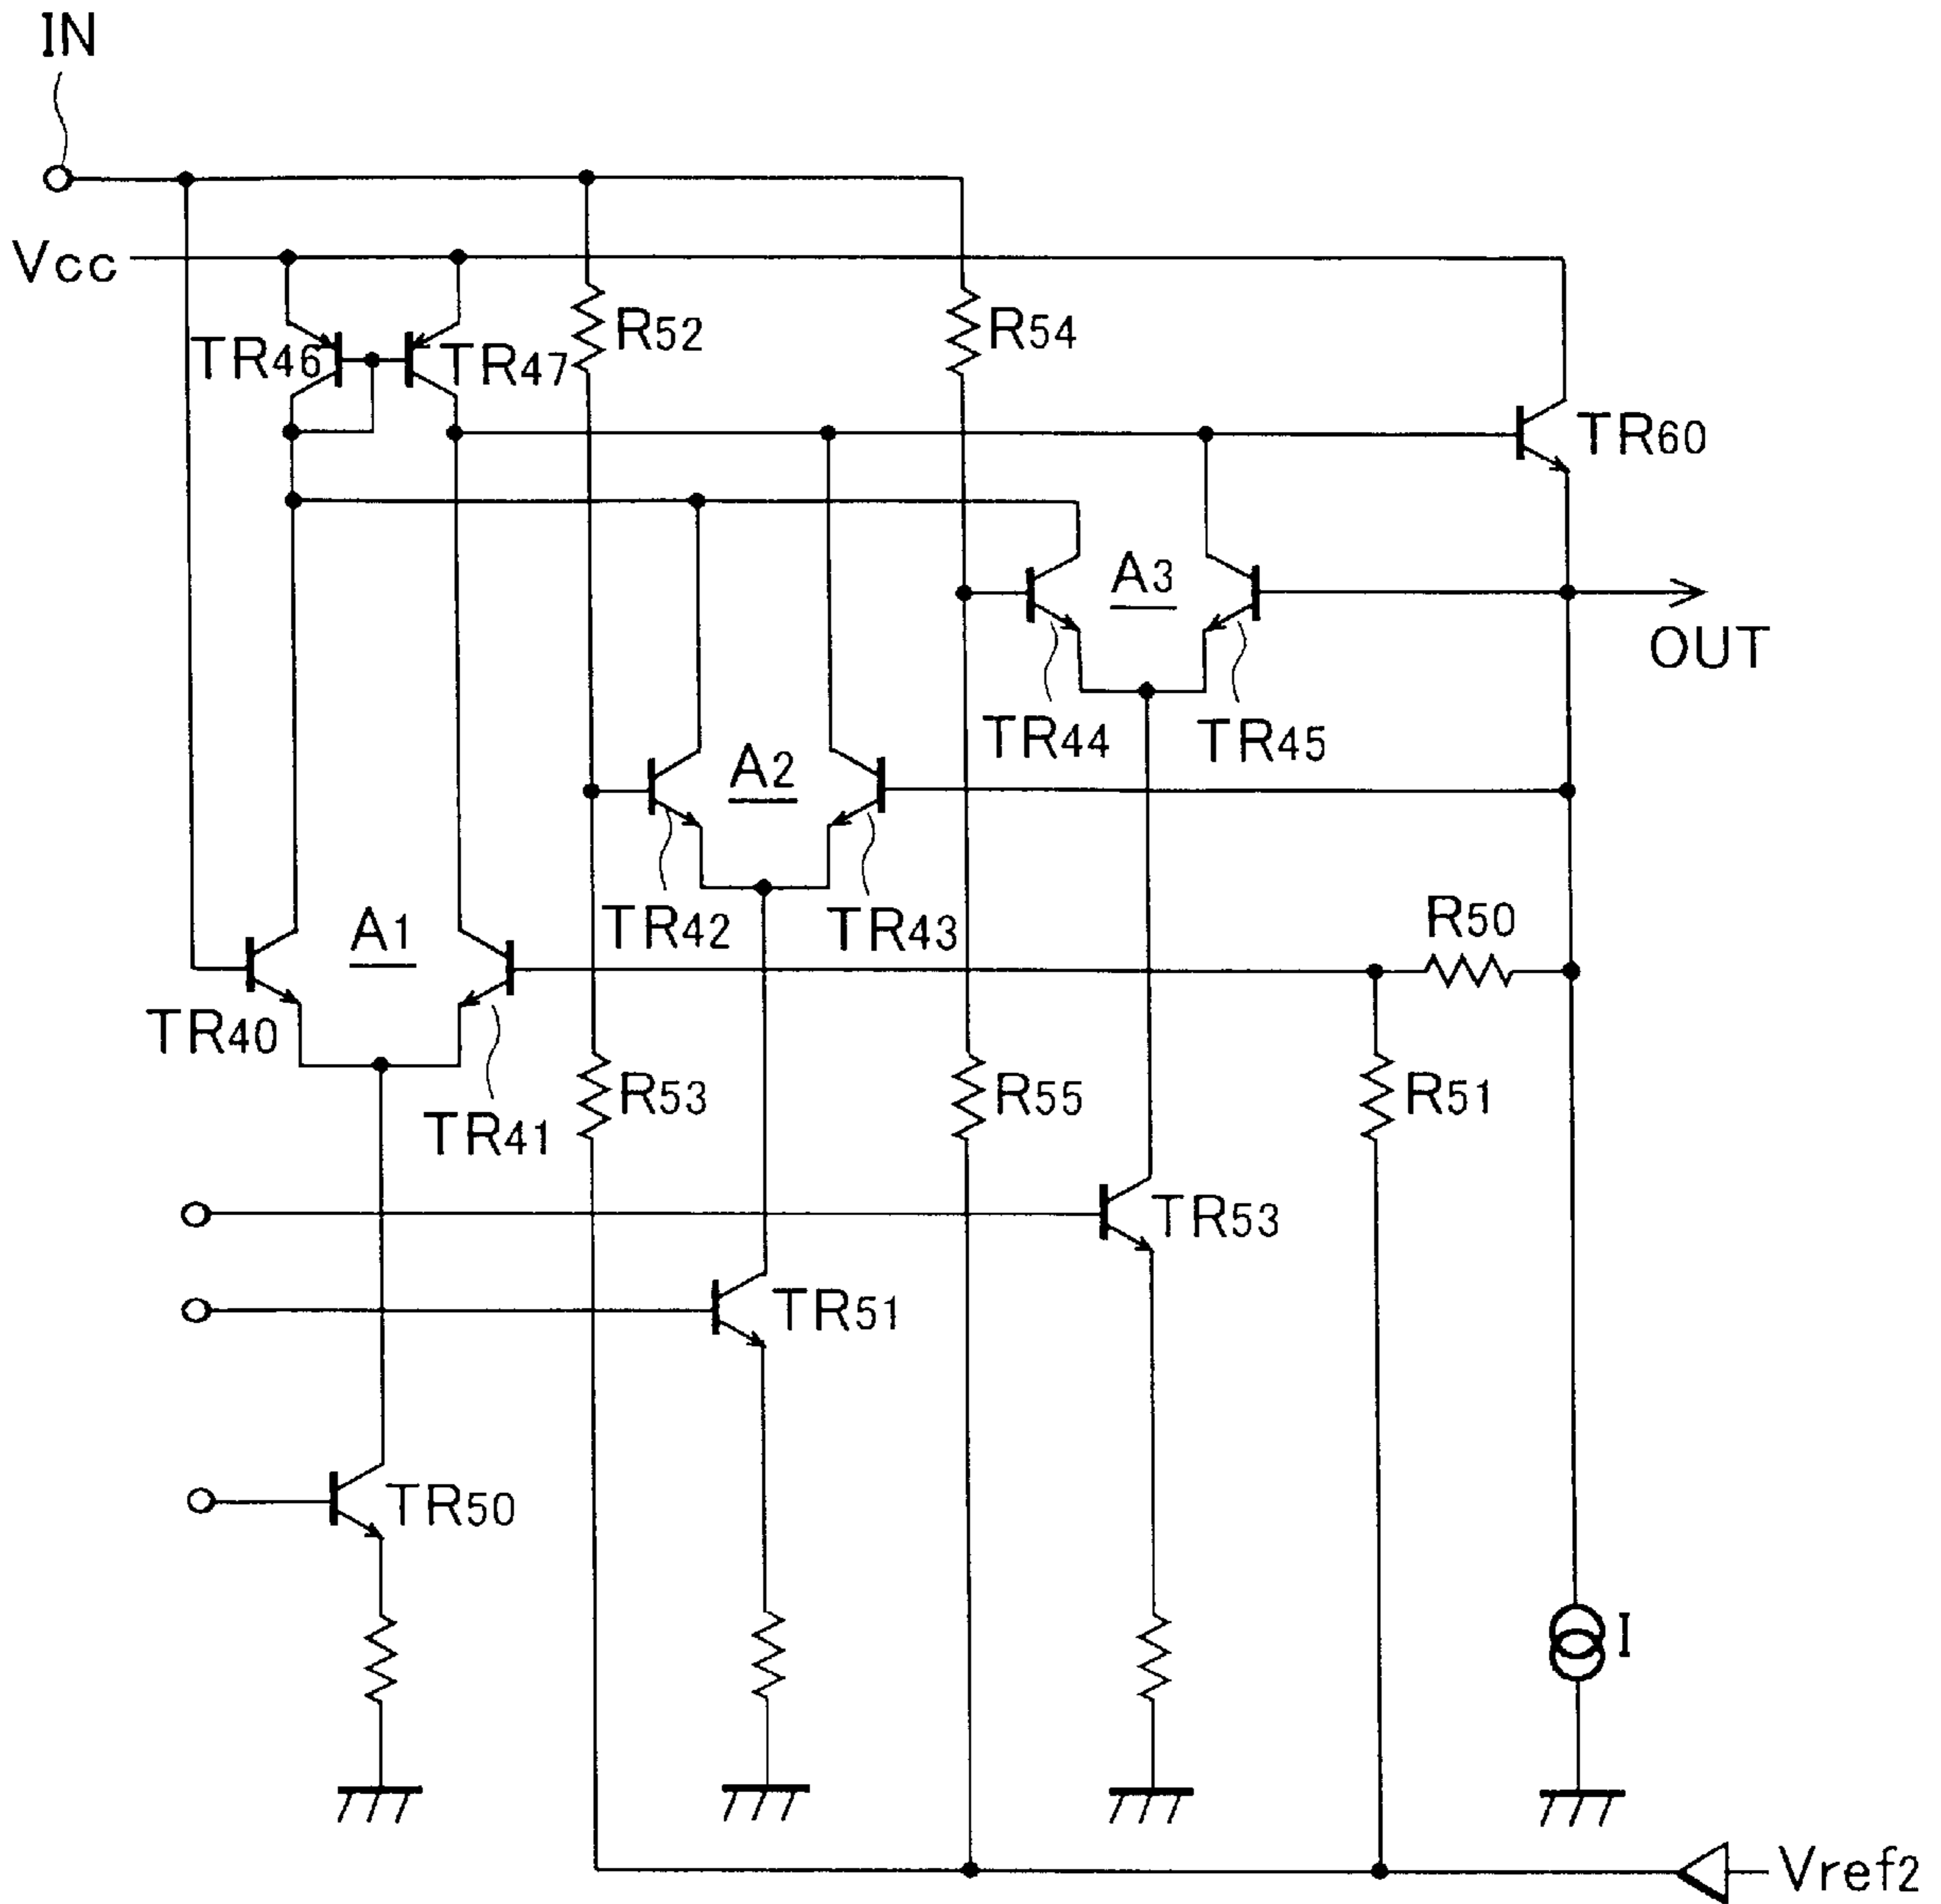 IN
Vcc
TR46
TR47
R52
R54
TR60
A3
OUT
TR44
TR45
A2
TR42
TR43
R50
A1
TR40
TR41
R53
R55
R51
TR53
TR51
TR50
I
Vref2